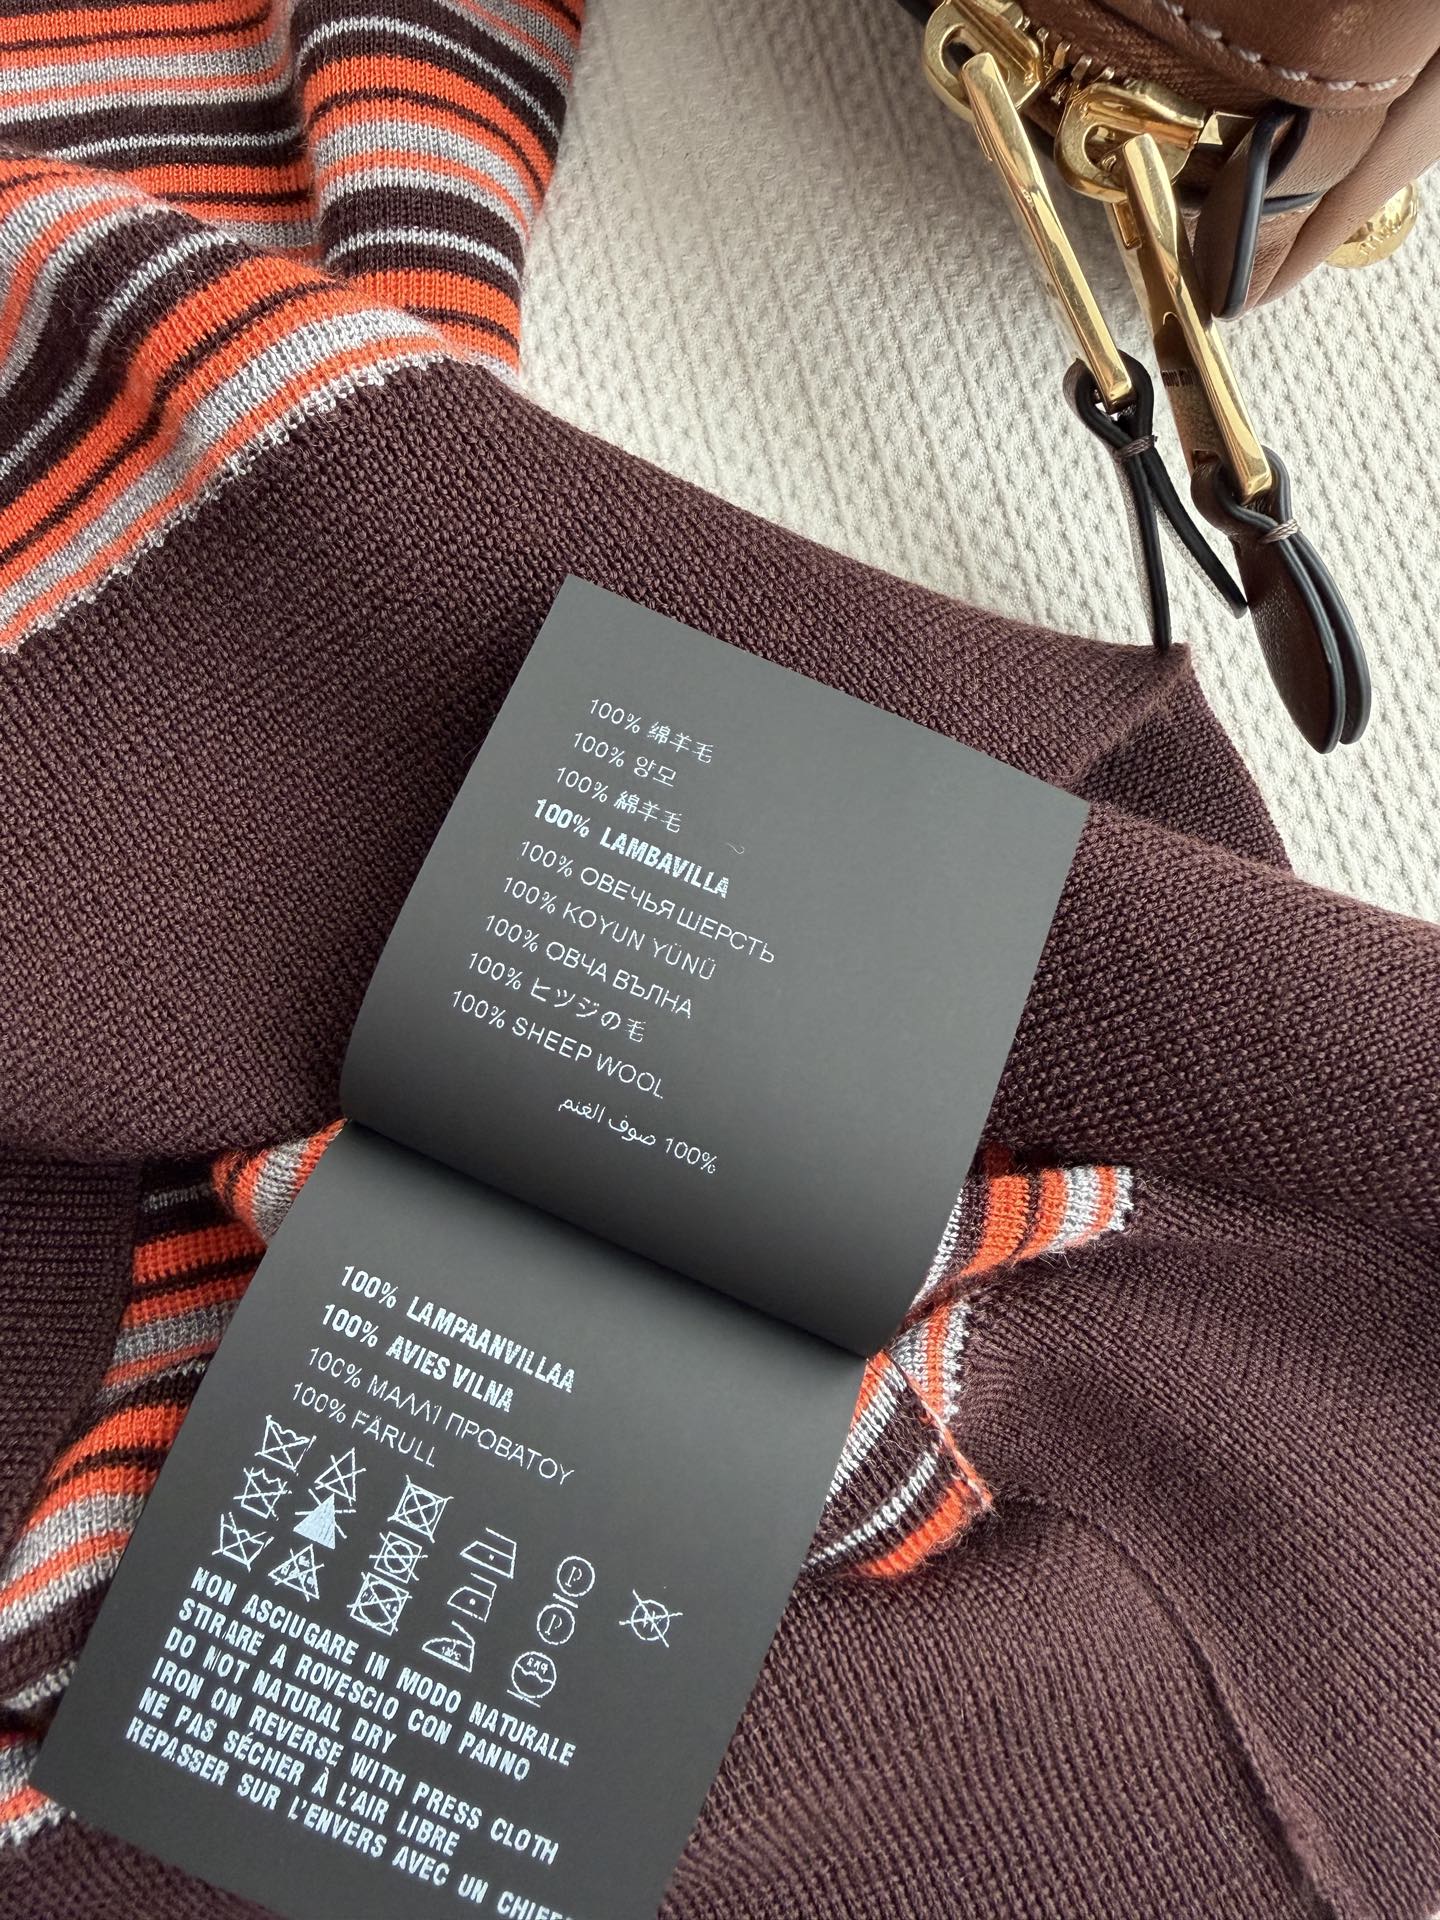 100% 绵羊毛
100% 양모
100% 綿羊毛
100% LAMBAVILLA
100% ОВЕЧЬЯ ШЕРСТЬ
100% KOYUN YÜNÜ
100% ОВЧА ВЪЛНА
100% ヒツジの毛
100% SHEEP WOOL
100% صوف الغنم
100% LAMPAANVILLAA
100% AVIES VILNA
100% ΜΑΛΛΊ ΠΡΟΒΑΤΟΥ
100% FÅRULL
P
P
NON ASCIUGARE IN MODO NATURALE
STIRARE A ROVESCIO CON PANNO
DO NOT NATURAL DRY
IRON ON REVERSE WITH PRESS CLOTH
NE PAS SÉCHER À L'AIR LIBRE
REPASSER SUR L'ENVERS AVEC UN